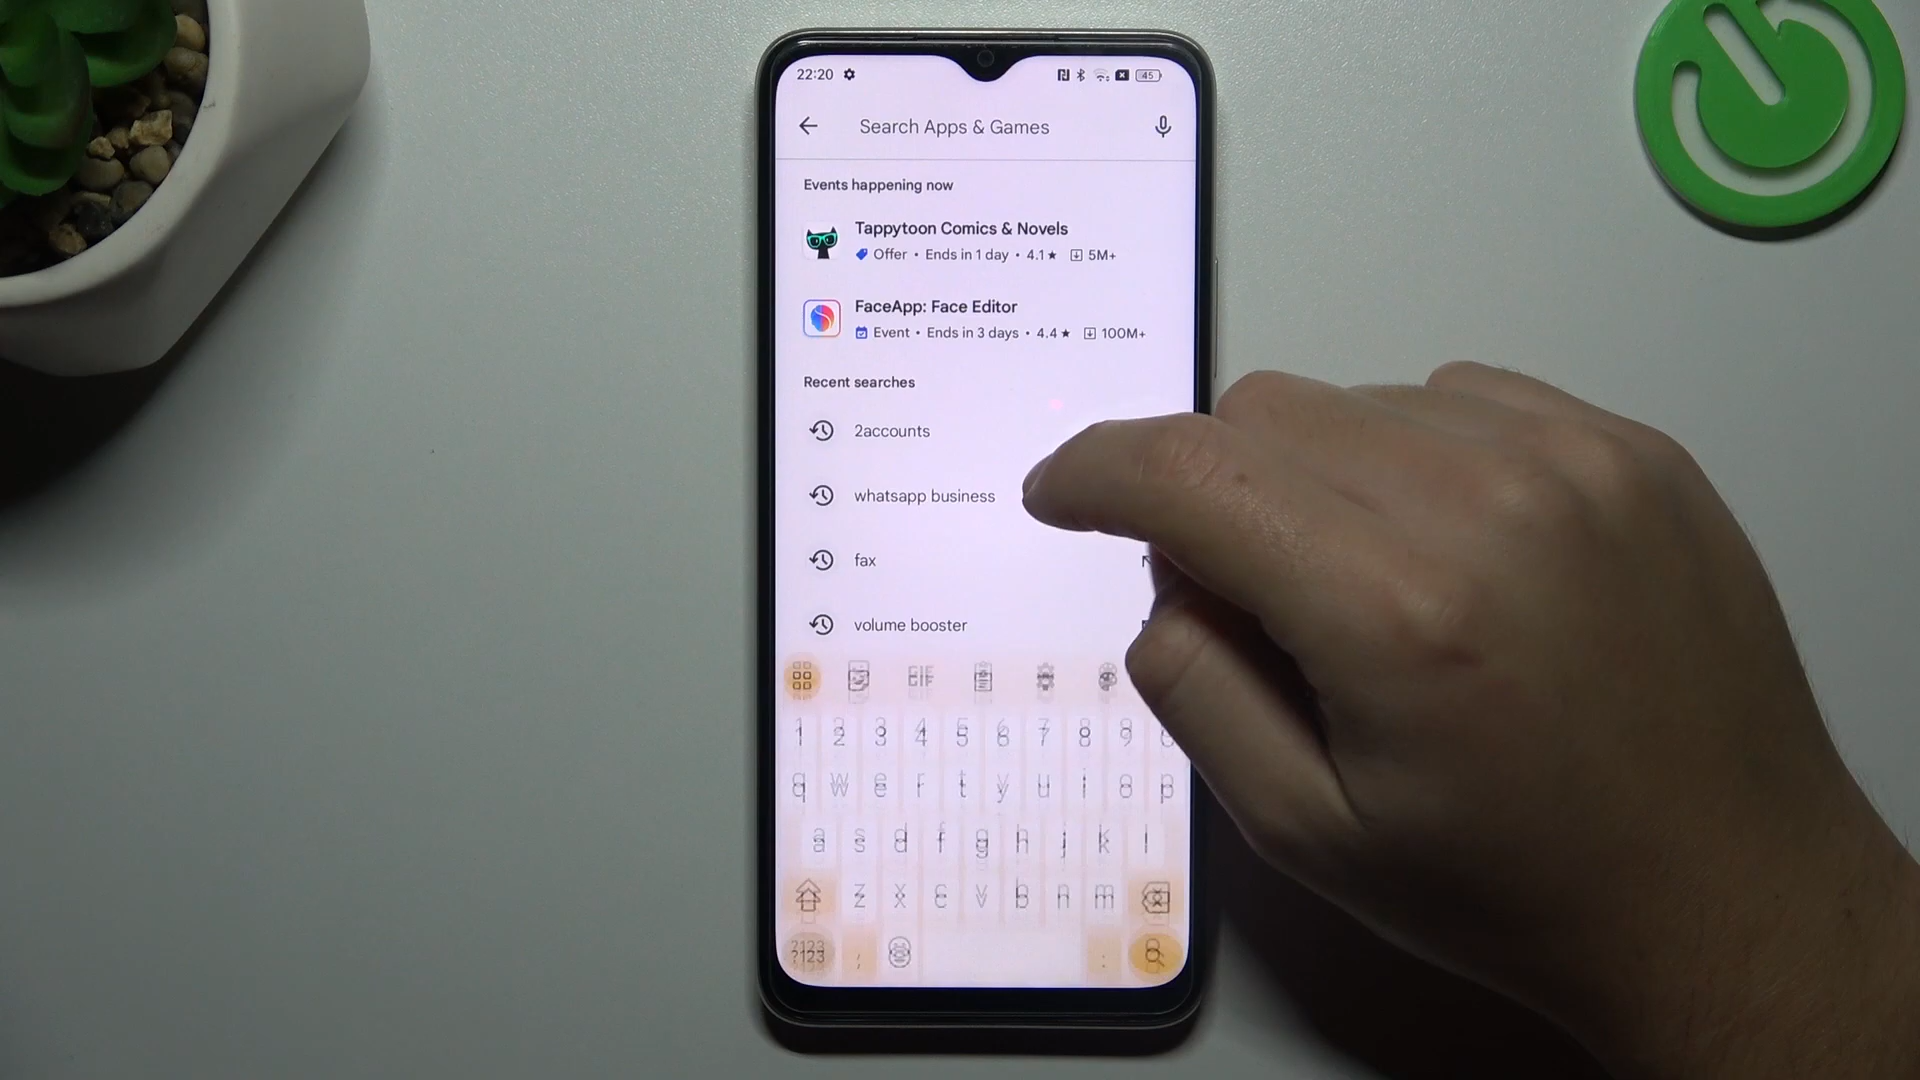 22:20 45
Search Apps & Games
Events happening now
Tappytoon Comics & Novels
Offer • Ends in 1 day • 4.1★ 5M+
FaceApp: Face Editor
Event • Ends in 3 days • 4.4★ 100M+
Recent searches
2accounts
whatsapp business
fax
volume booster
GIF
1 2 3 4 5 6 7 8 9
q w e r t y u i o p
a s d f g h j k l
z x c v b n m
?123 ,